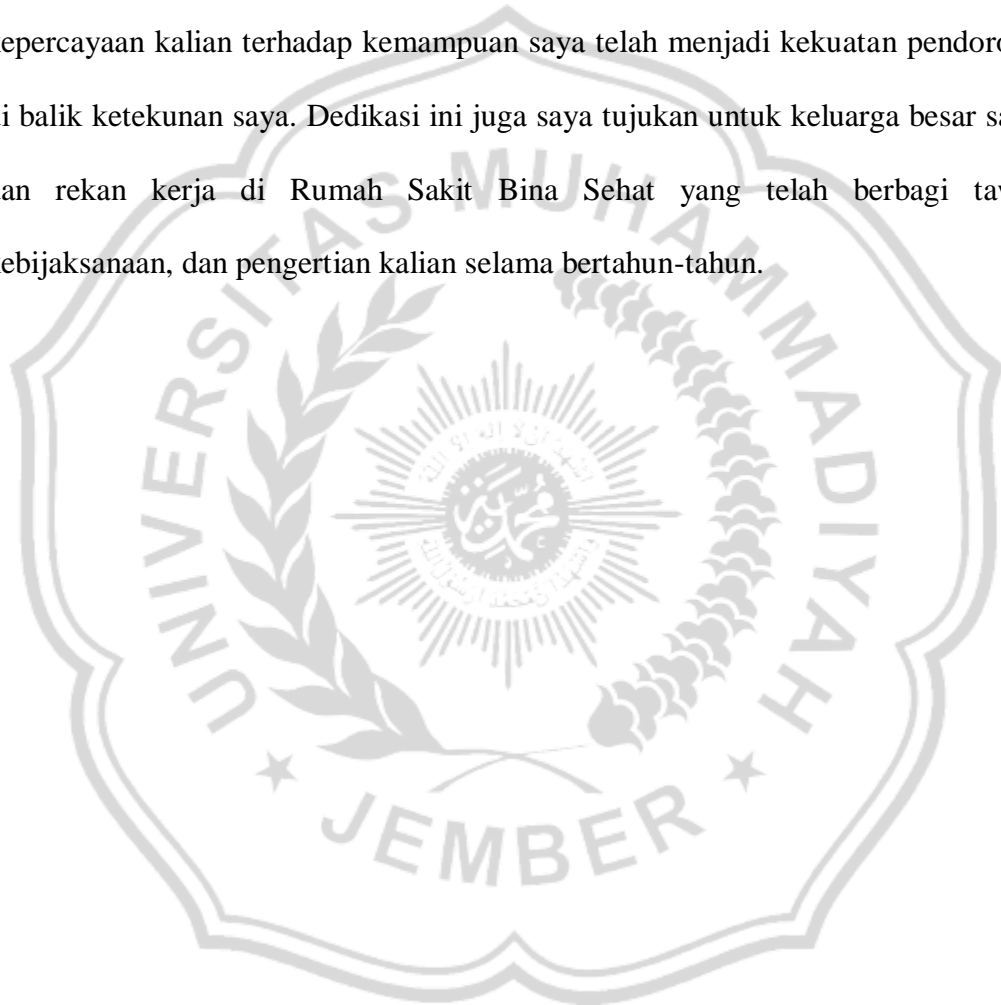 epercayaan kalian terhadap kemampuan saya telah menjadi kekuatan pendoro
i balik ketekunan saya. Dedikasi ini juga saya tujukan untuk keluarga besar sa
an rekan kerja di Rumah Sakit Bina Sehat yang telah berbagi tav
ebijaksanaan, dan pengertian kalian selama bertahun-tahun.
UNIVERSITAS MUHAMMADIYAH
JEMBER